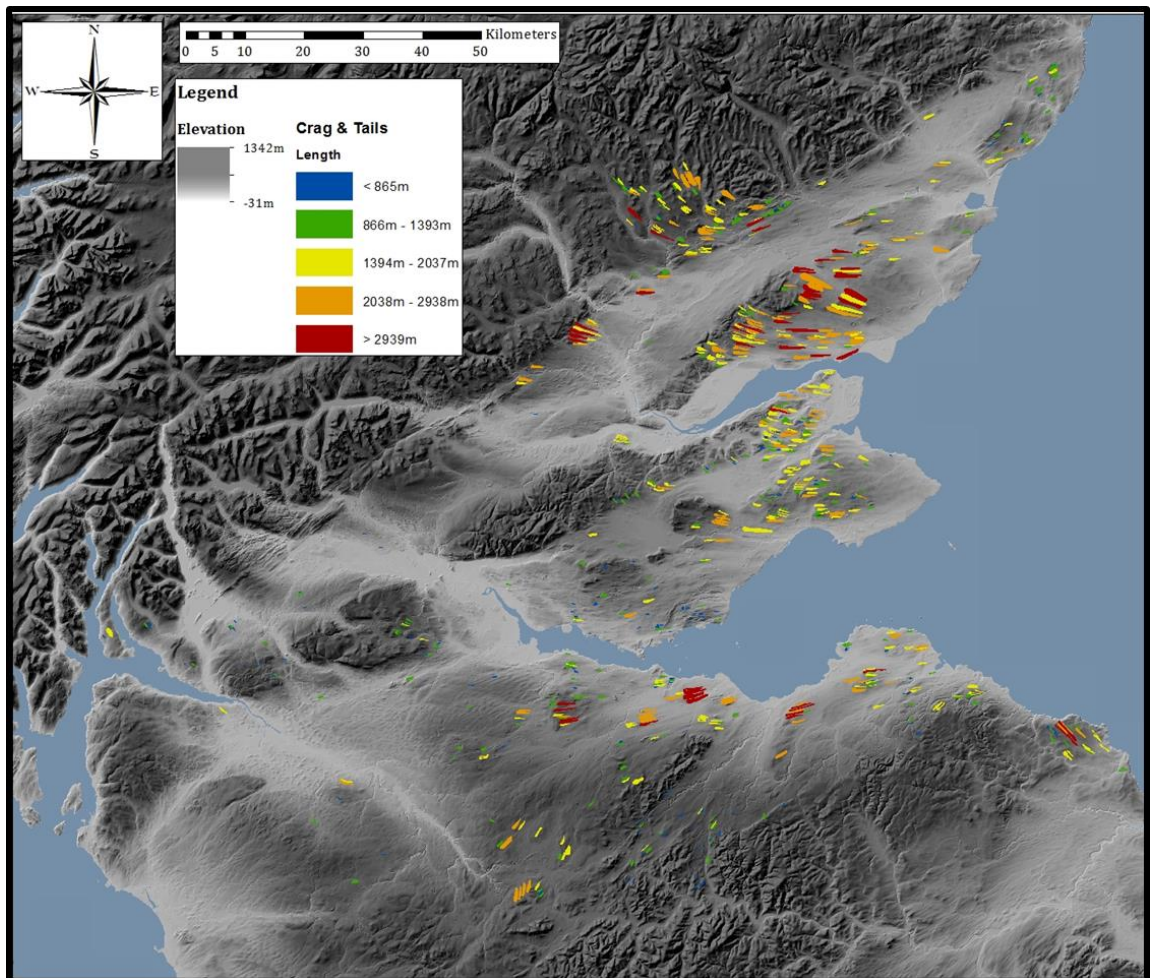 N
W E
S
Kilometers
0 5 10 20 30 40 50
Legend
Elevation
1342m
-31m
Crag & Tails
Length
< 865m
866m - 1393m
1394m - 2037m
2038m - 2938m
> 2939m